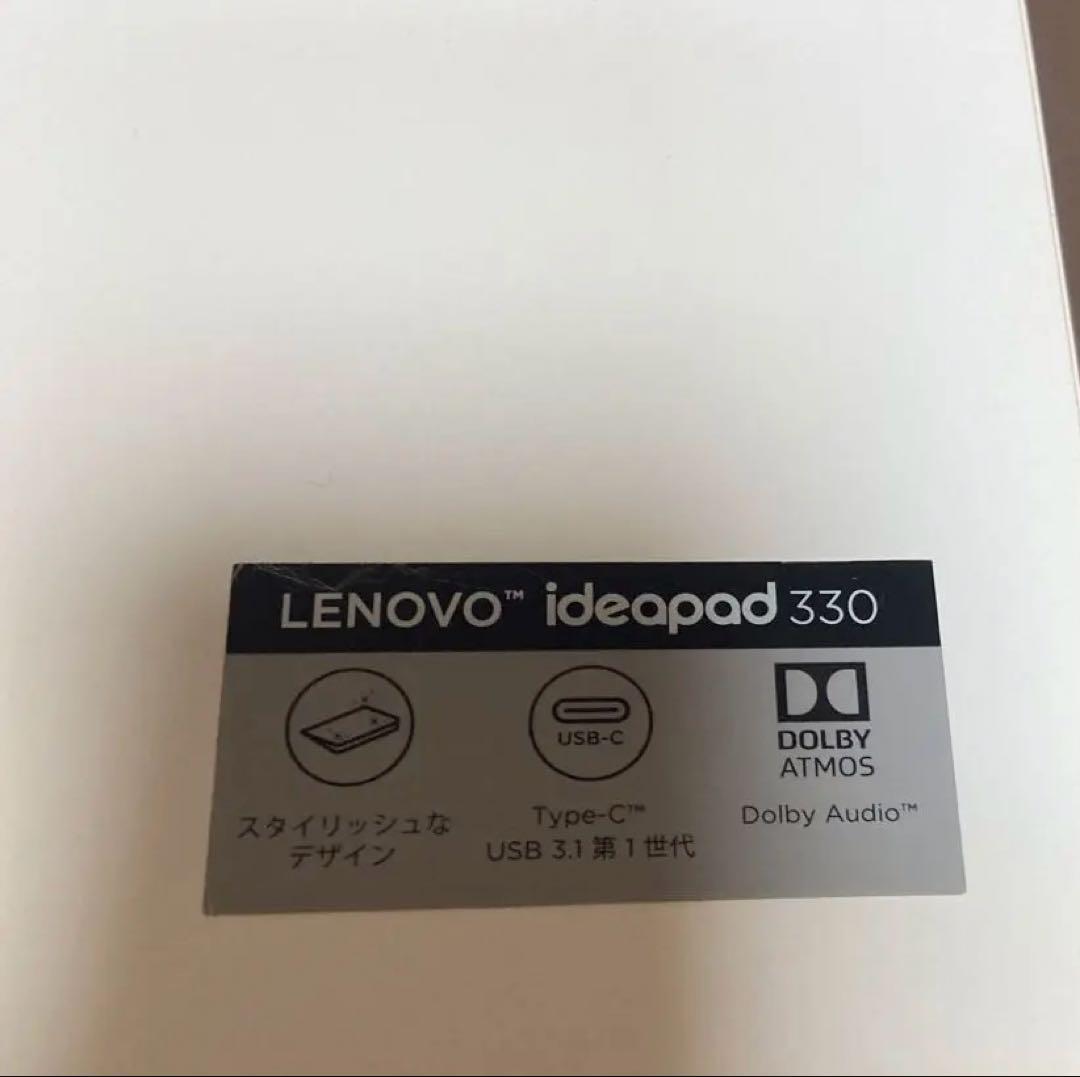 LENOVO™ ideapad 330
USB-C
DOLBY
ATMOS
スタイリッシュな
デザイン
Type-C™
USB 3.1 第1世代
Dolby Audio™